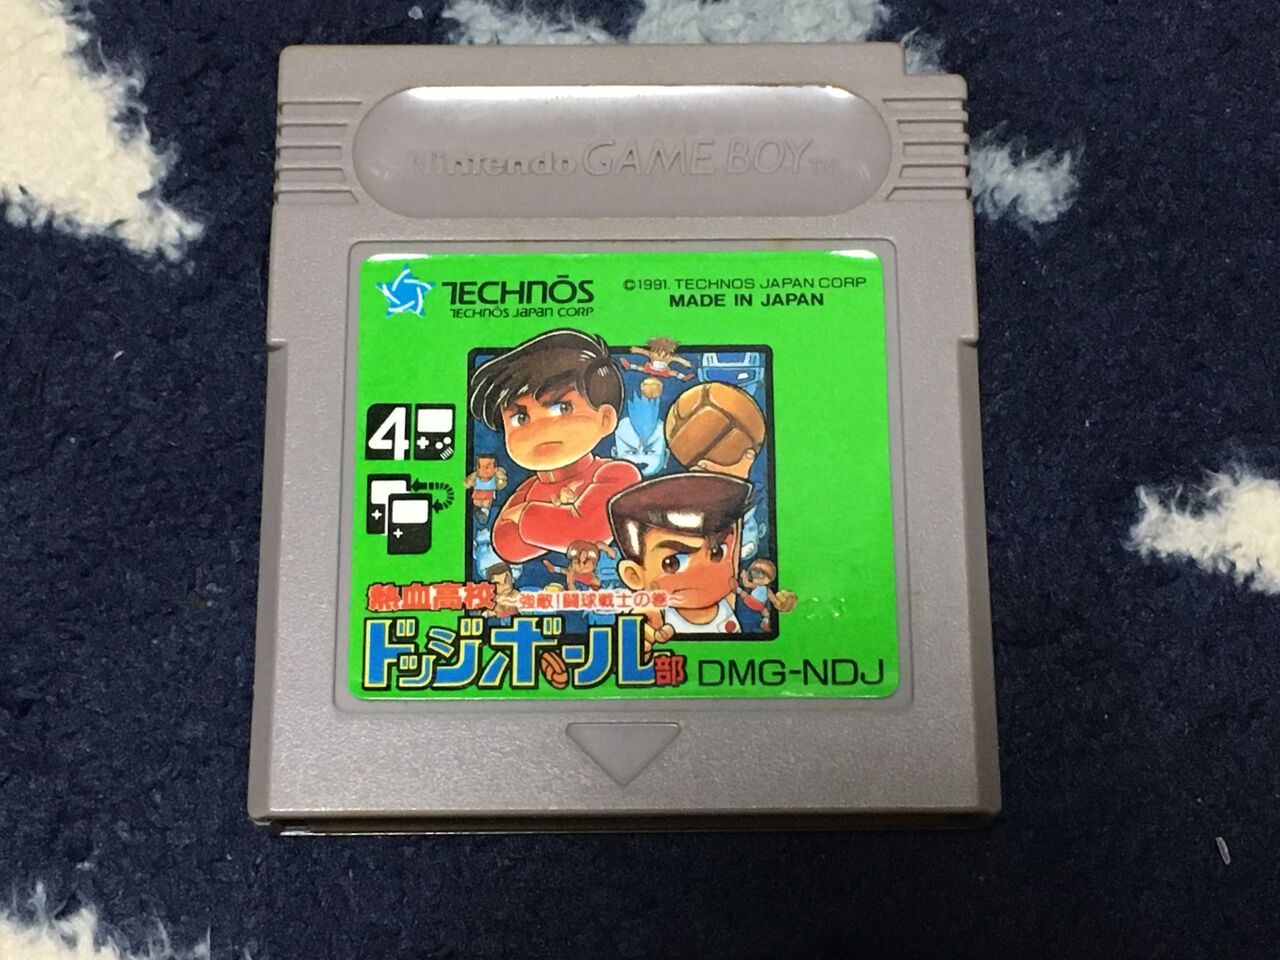 Nintendo GAME BOY TM
TECHNŌS
TECHNŌS JAPAN CORP
©1991. TECHNOS JAPAN CORP
MADE IN JAPAN
4
熱血高校
～強敵!闘球戦士の巻～
ドッジボール部
DMG-NDJ